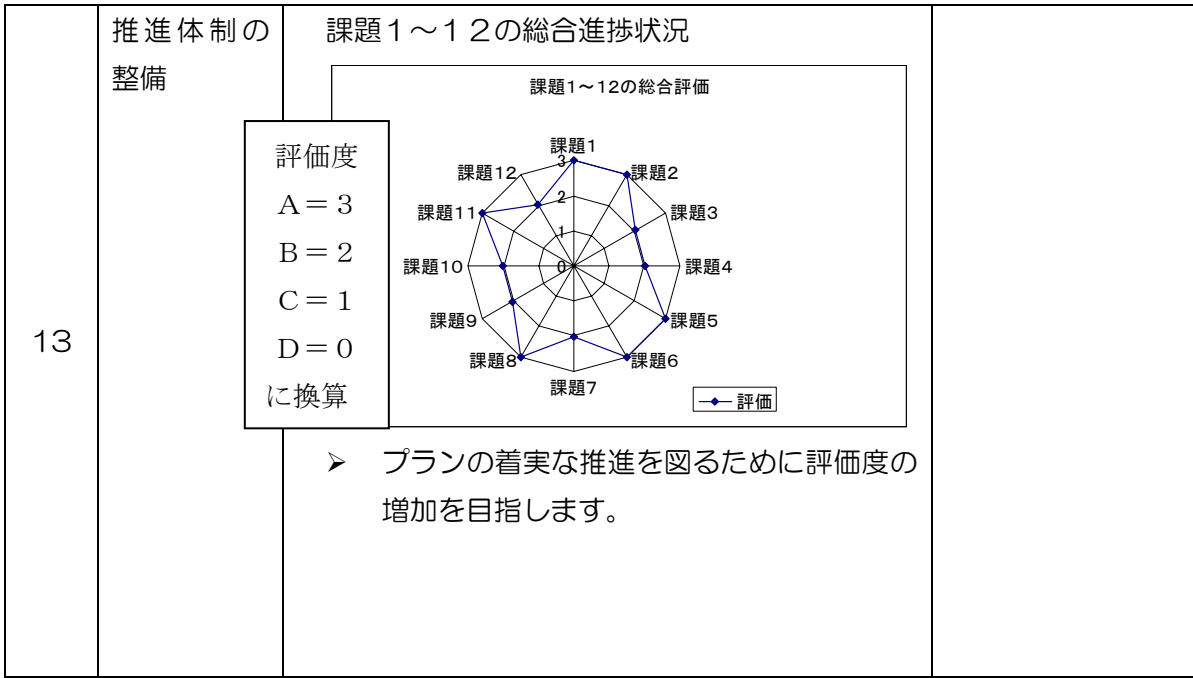 13
推進体制の
整備
課題1～12の総合進捗状況
課題1～12の総合評価
評価度
A＝3
B＝2
C＝1
D＝0
に換算
課題1
課題2
課題3
課題4
課題5
課題6
課題7
課題8
課題9
課題10
課題11
課題12
3
2
1
0
評価
➢ プランの着実な推進を図るために評価度の
増加を目指します。